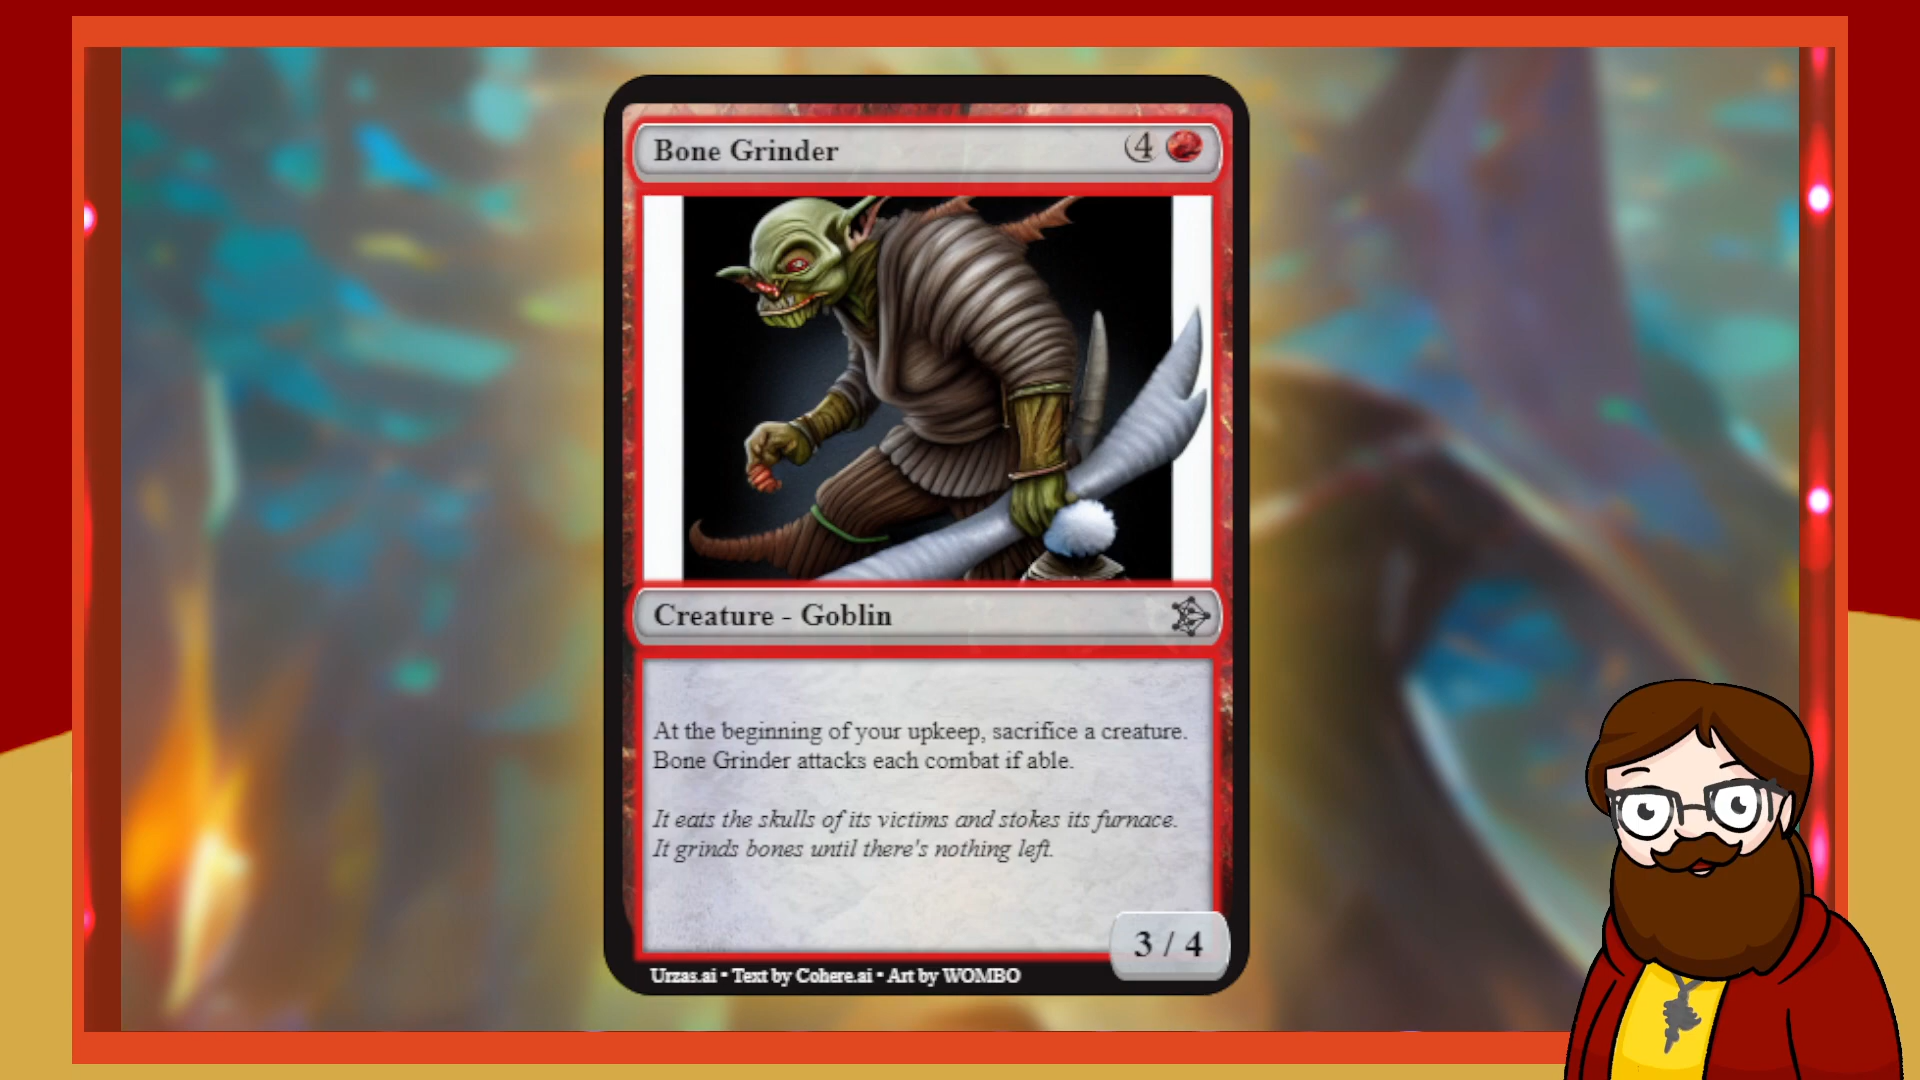 Bone Grinder 4
Creature - Goblin
At the beginning of your upkeep, sacrifice a creature.
Bone Grinder attacks each combat if able.
It eats the skulls of its victims and stokes its furnace.
It grinds bones until there's nothing left.
3 / 4
Urzas.ai • Text by Cohere.ai • Art by WOMBO